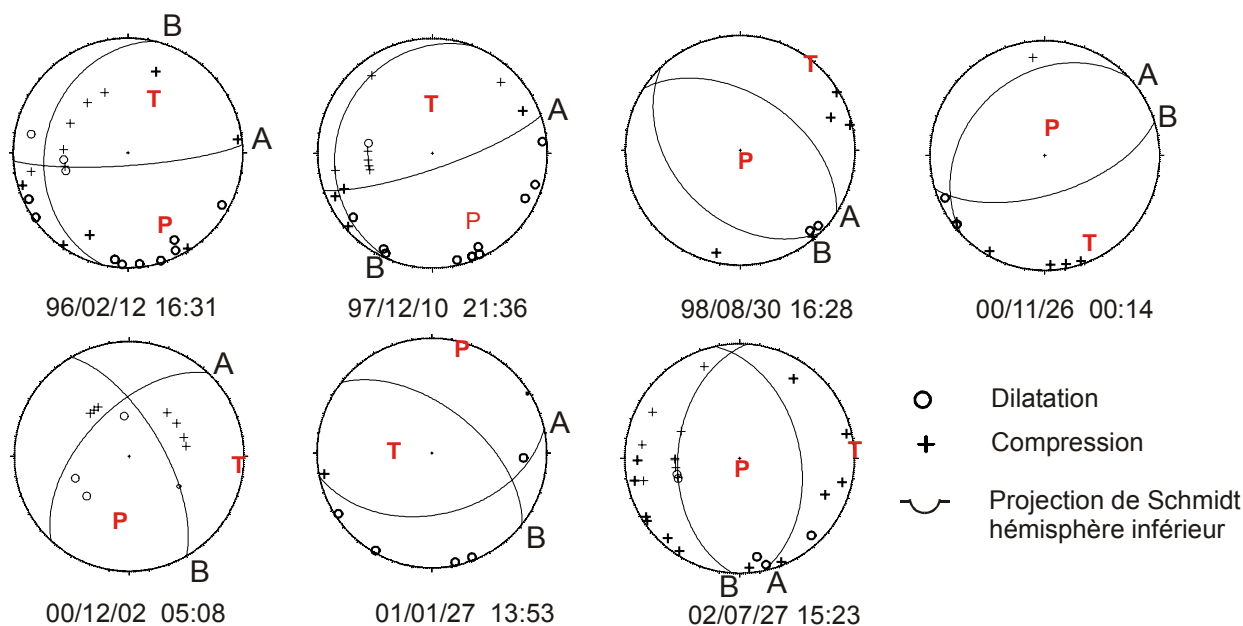 B
A
T
P
96/02/12 16:31
A
B
T
P
97/12/10 21:36
T
P
A
B
98/08/30 16:28
A
B
P
T
00/11/26 00:14
A
T
P
B
00/12/02 05:08
P
A
T
B
01/01/27 13:53
T
P
B
A
02/07/27 15:23
Dilatation
Compression
Projection de Schmidt
hémisphère inférieur